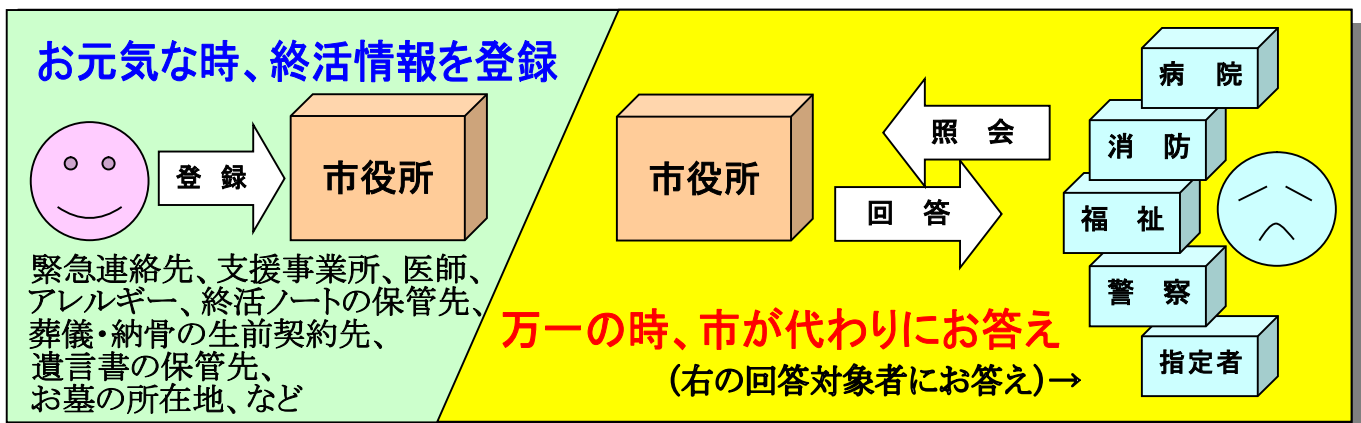 お元気な時、終活情報を登録
登 録
市役所
緊急連絡先、支援事業所、医師、
アレルギー、終活ノートの保管先、
葬儀・納骨の生前契約先、
遺言書の保管先、
お墓の所在地、など
市役所
照 会
回 答
病 院
消 防
福 祉
警 察
指定者
万一の時、市が代わりにお答え
(右の回答対象者にお答え)→